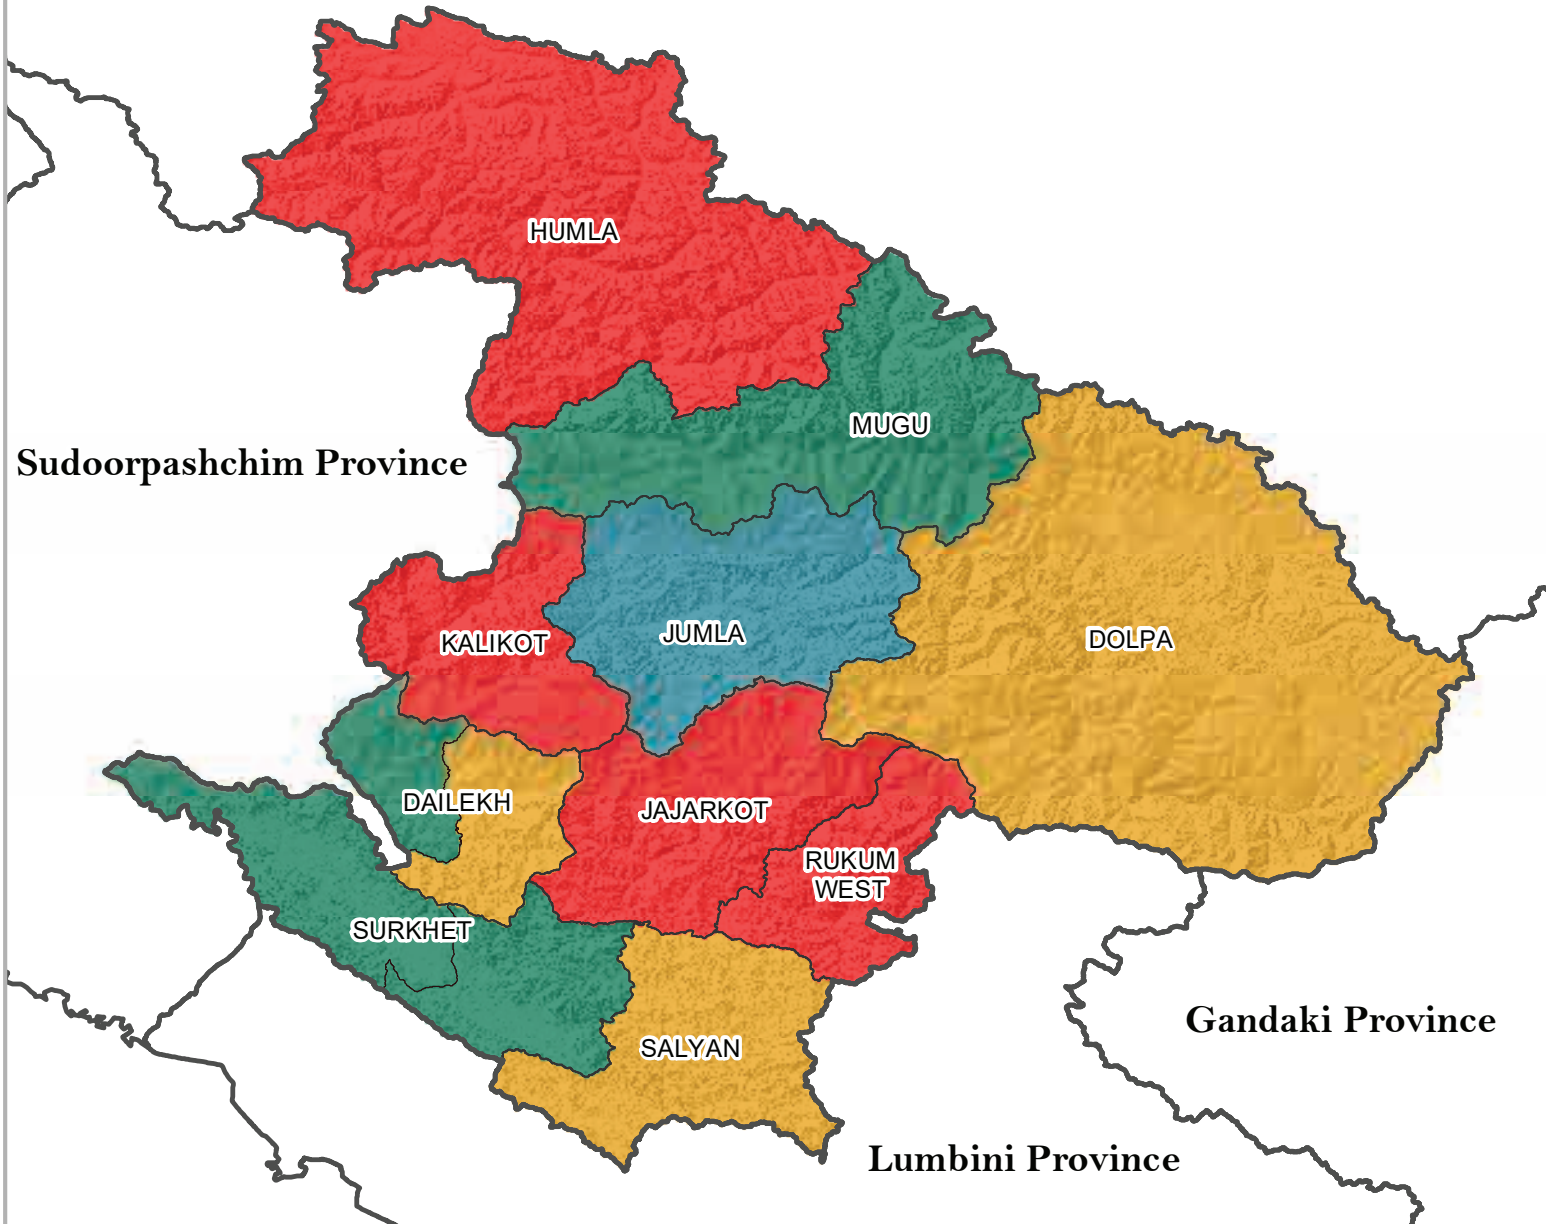 HUMLA
MUGU
Sudoorpashchim Province
JUMLA
DOLPA
KALIKOT
DAILEKH
JAJARKOT
RUKUM
WEST
SURKHET
Gandaki Province
SALYAN
Lumbini Province